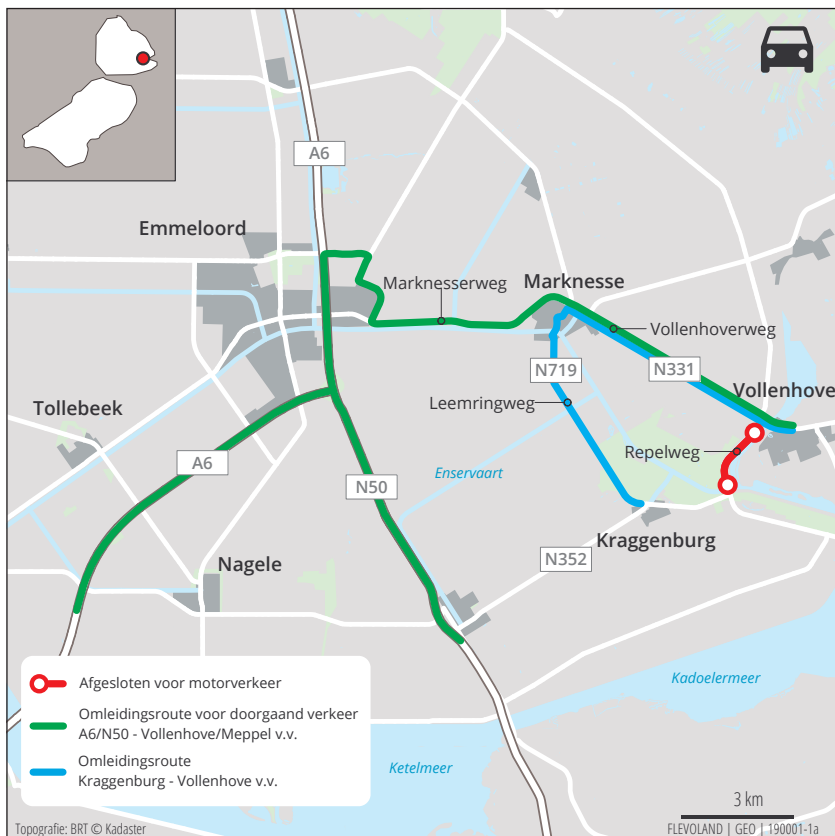 A6
Emmeloord
Marknesserweg
Marknesse
Vollenhoverweg
N719
N331
Vollenhove
Leemringweg
Tollebeek
A6
Repelweg
N50
Enservaart
Kraggenburg
Nagele
N352
Afgesloten voor motorverkeer
Omleidingsroute voor doorgaand verkeer
A6/N50 - Vollenhove/Meppel v.v.
Omleidingsroute
Kraggenburg - Vollenhove v.v.
Kadoelermeer
Ketelmeer
3 km
Topografie: BRT © Kadaster
FLEVOLAND | GEO | 190001-1a